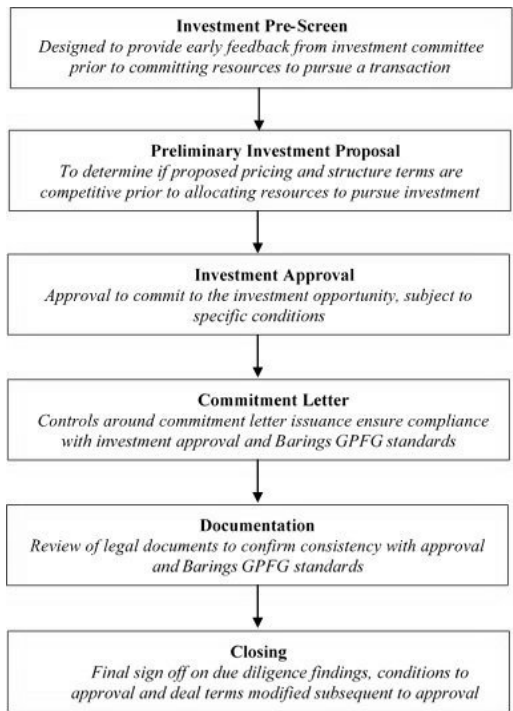 Investment Pre-Screen
Designed to provide early feedback from investment committee
prior to committing resources to pursue a transaction
Preliminary Investment Proposal
To determine if proposed pricing and structure terms are
competitive prior to allocating resources to pursue investment
Investment Approval
Approval to commit to the investment opportunity, subject to
specific conditions
Commitment Letter
Controls around commitment letter issuance ensure compliance
with investment approval and Barings GPFG standards
Documentation
Review of legal documents to confirm consistency with approval
and Barings GPFG standards
Closing
Final sign off on due diligence findings, conditions to
approval and deal terms modified subsequent to approval